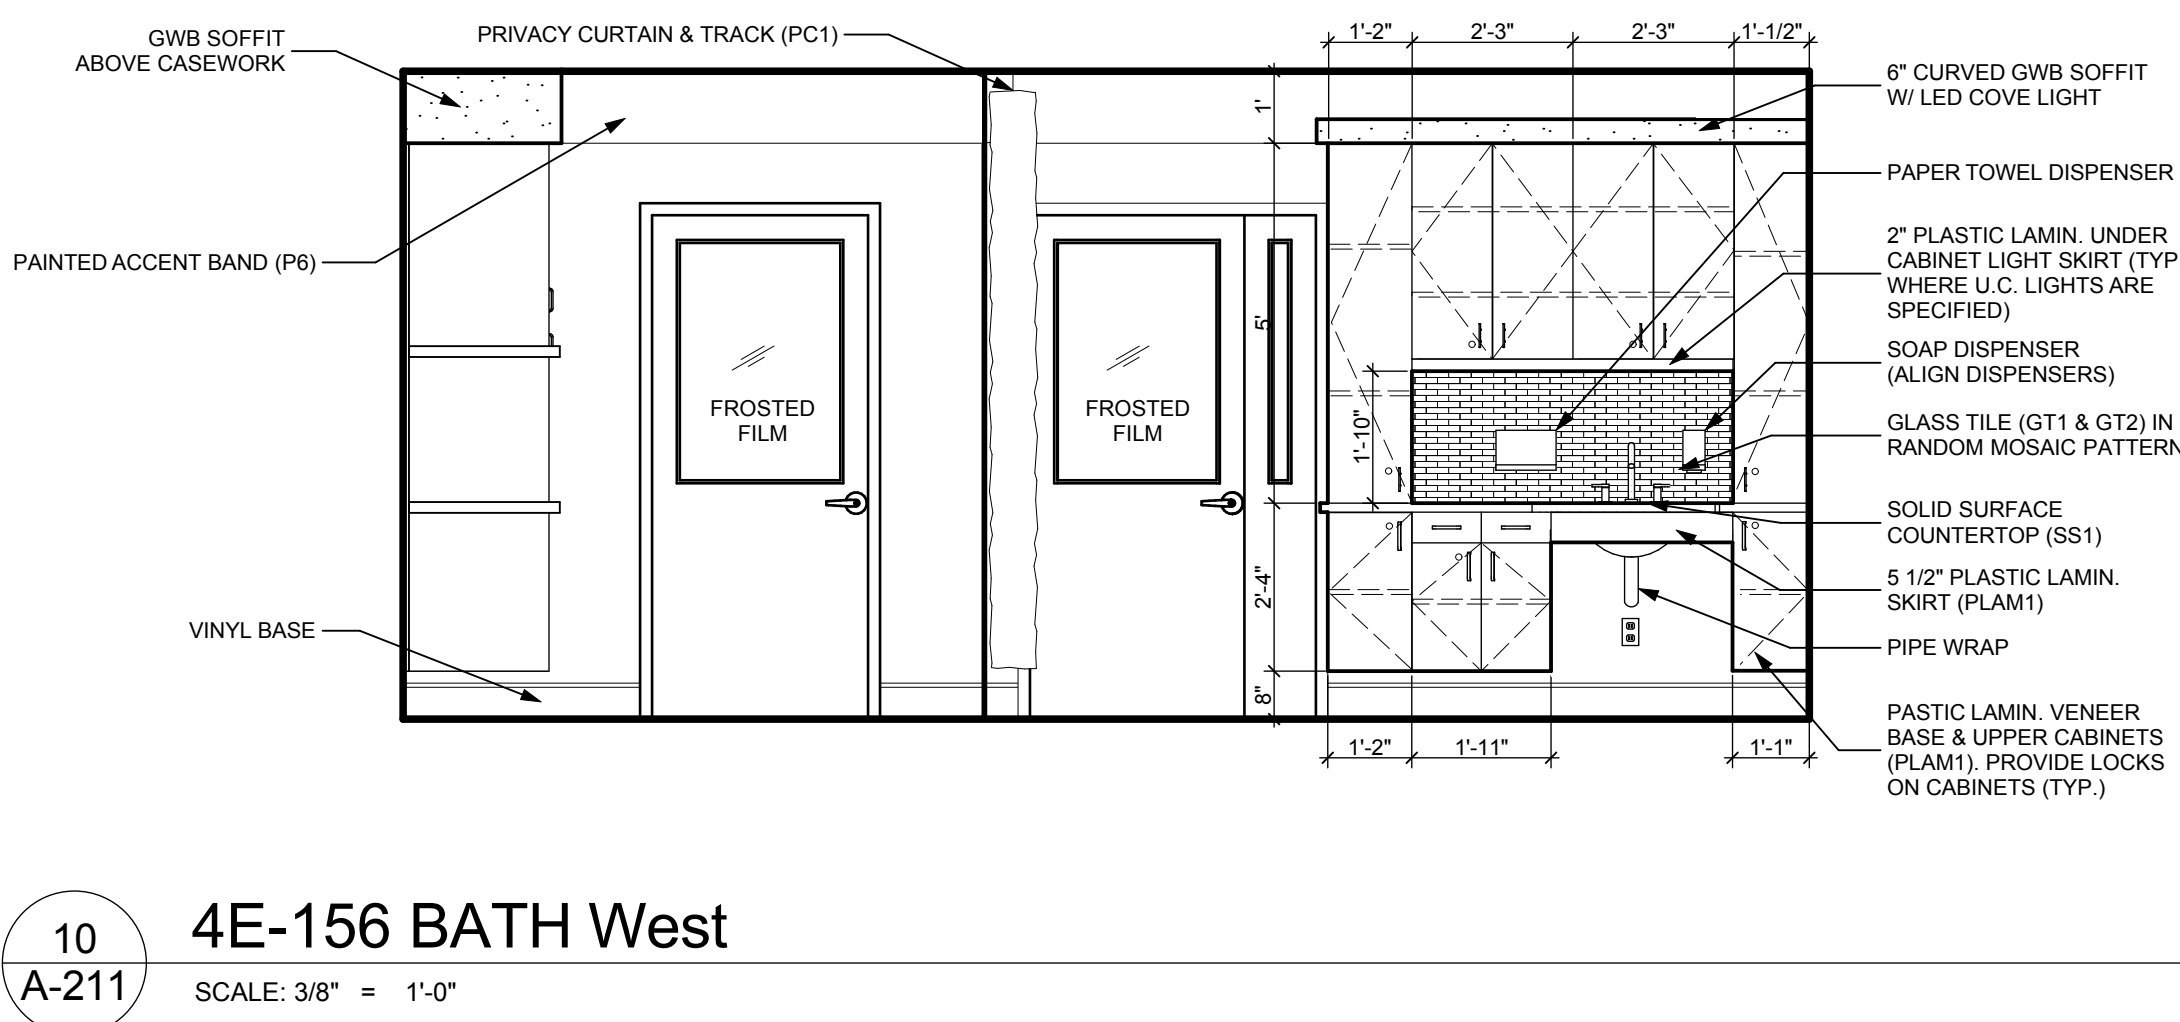 GWB SOFFIT
ABOVE CASEWORK
PRIVACY CURTAIN & TRACK (PC1)
1'-2" 2'-3" 2'-3" 1'-1/2"
6" CURVED GWB SOFFIT
W/ LED COVE LIGHT
1'
PAPER TOWEL DISPENSER
PAINTED ACCENT BAND (P6)
2" PLASTIC LAMIN. UNDER
CABINET LIGHT SKIRT (TYP
WHERE U.C. LIGHTS ARE
SPECIFIED)
5'
SOAP DISPENSER
(ALIGN DISPENSERS)
FROSTED
FILM
FROSTED
FILM
1'-10"
GLASS TILE (GT1 & GT2) IN
RANDOM MOSAIC PATTERN
SOLID SURFACE
COUNTERTOP (SS1)
2'-4"
5 1/2" PLASTIC LAMIN.
SKIRT (PLAM1)
VINYL BASE
PIPE WRAP
8"
PASTIC LAMIN. VENEER
BASE & UPPER CABINETS
(PLAM1). PROVIDE LOCKS
ON CABINETS (TYP.)
1'-2" 1'-11" 1'-1"
10
A-211
4E-156 BATH West
SCALE: 3/8" = 1'-0"